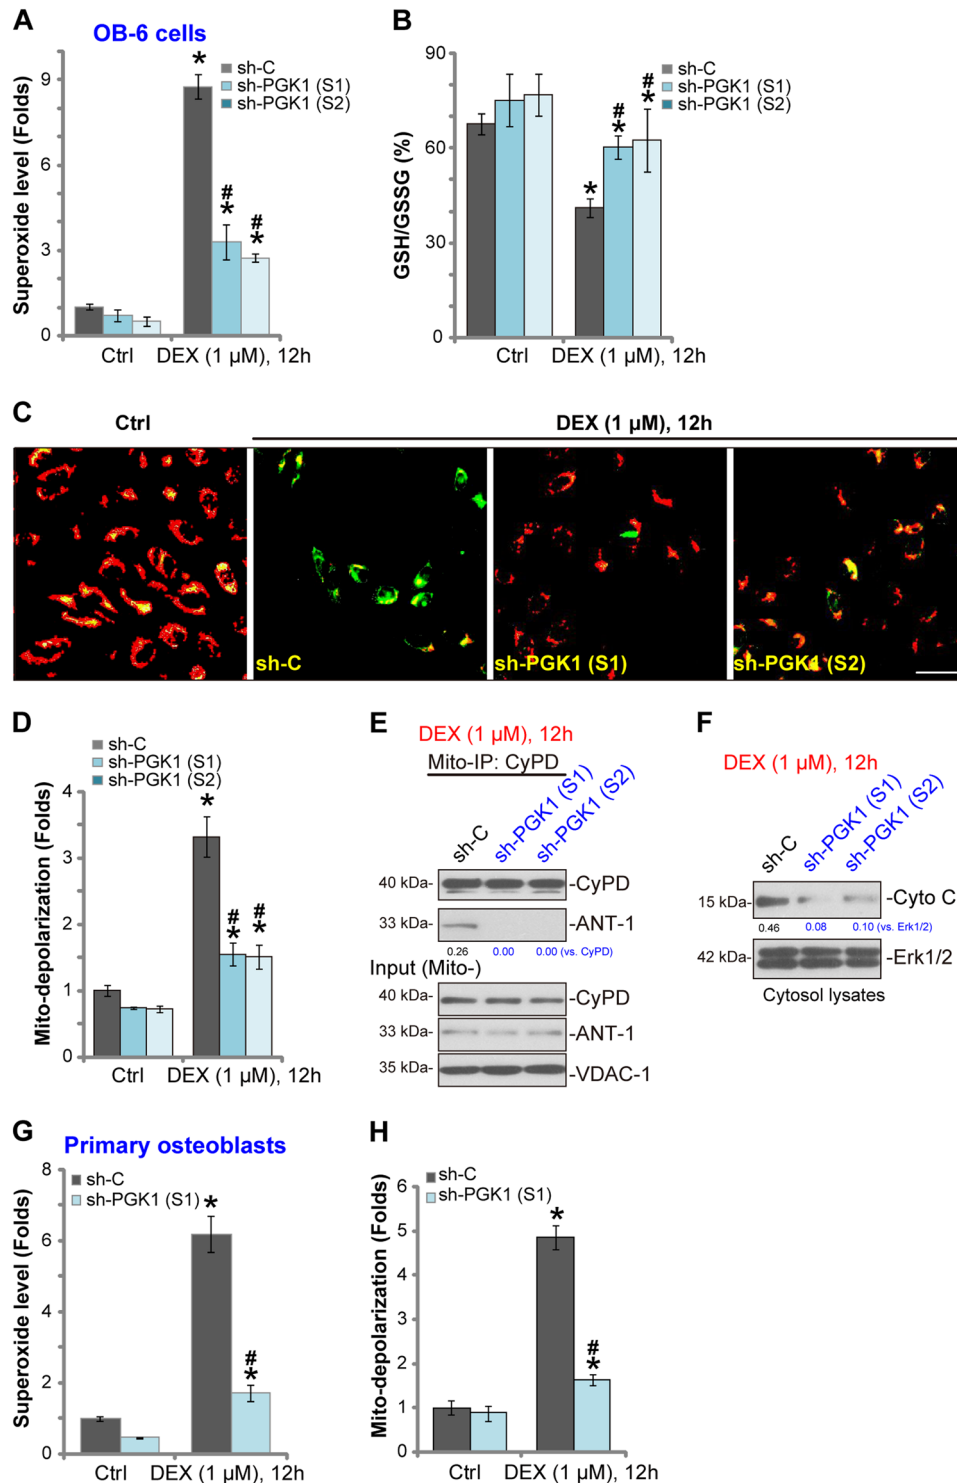 A
OB-6 cells
Superoxide level (Folds)
9
6
3
0
*
sh-C
sh-PGK1 (S1)
sh-PGK1 (S2)
#
*
#
*
Ctrl
DEX (1 µM), 12h
B
GSH/GSSG (%)
90
60
30
0
sh-C
sh-PGK1 (S1)
sh-PGK1 (S2)
*
#
*
#
*
Ctrl
DEX (1 µM), 12h
C
Ctrl
DEX (1 µM), 12h
sh-C
sh-PGK1 (S1)
sh-PGK1 (S2)
D
sh-C
sh-PGK1 (S1)
sh-PGK1 (S2)
Mito-depolarization (Folds)
4
3
2
1
0
*
#
*
#
*
Ctrl
DEX (1 µM), 12h
E
DEX (1 µM), 12h
Mito-IP: CyPD
sh-C
sh-PGK1 (S1)
sh-PGK1 (S2)
40 kDa-
-CyPD
33 kDa-
-ANT-1
0.26 0.00 0.00 (vs. CyPD)
Input (Mito-)
40 kDa-
-CyPD
33 kDa-
-ANT-1
35 kDa-
-VDAC-1
F
DEX (1 µM), 12h
sh-C
sh-PGK1 (S1)
sh-PGK1 (S2)
15 kDa-
-Cyto C
0.46 0.08 0.10 (vs. Erk1/2)
42 kDa-
-Erk1/2
Cytosol lysates
G
Primary osteoblasts
Superoxide level (Folds)
8
6
4
2
0
sh-C
sh-PGK1 (S1)
*
#
*
Ctrl
DEX (1 µM), 12h
H
Mito-depolarization (Folds)
6
5
4
3
2
1
0
sh-C
sh-PGK1 (S1)
*
#
*
Ctrl
DEX (1 µM), 12h